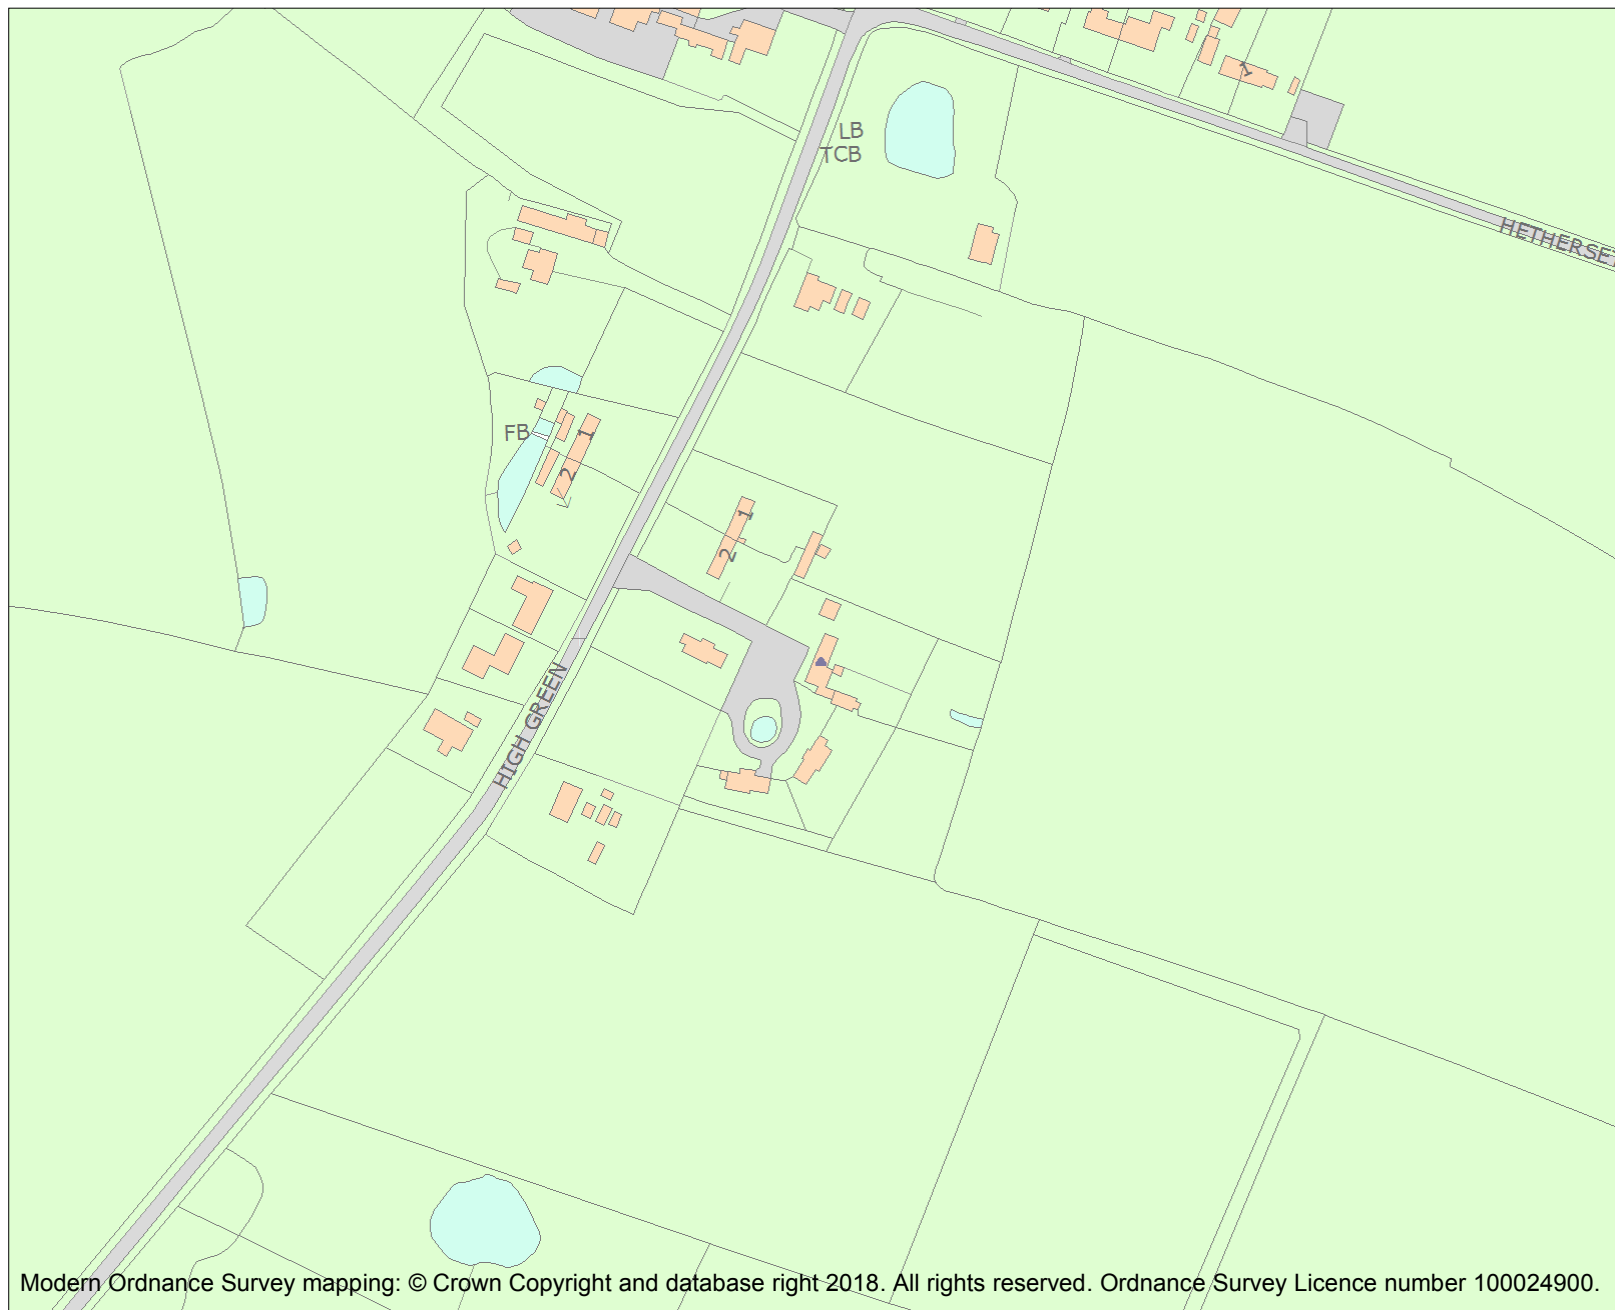 1
LB
TCB
HETHERSET
FB
1
2
1
2
HIGH GREEN
Modern Ordnance Survey mapping: © Crown Copyright and database right 2018. All rights reserved. Ordnance Survey Licence number 100024900.